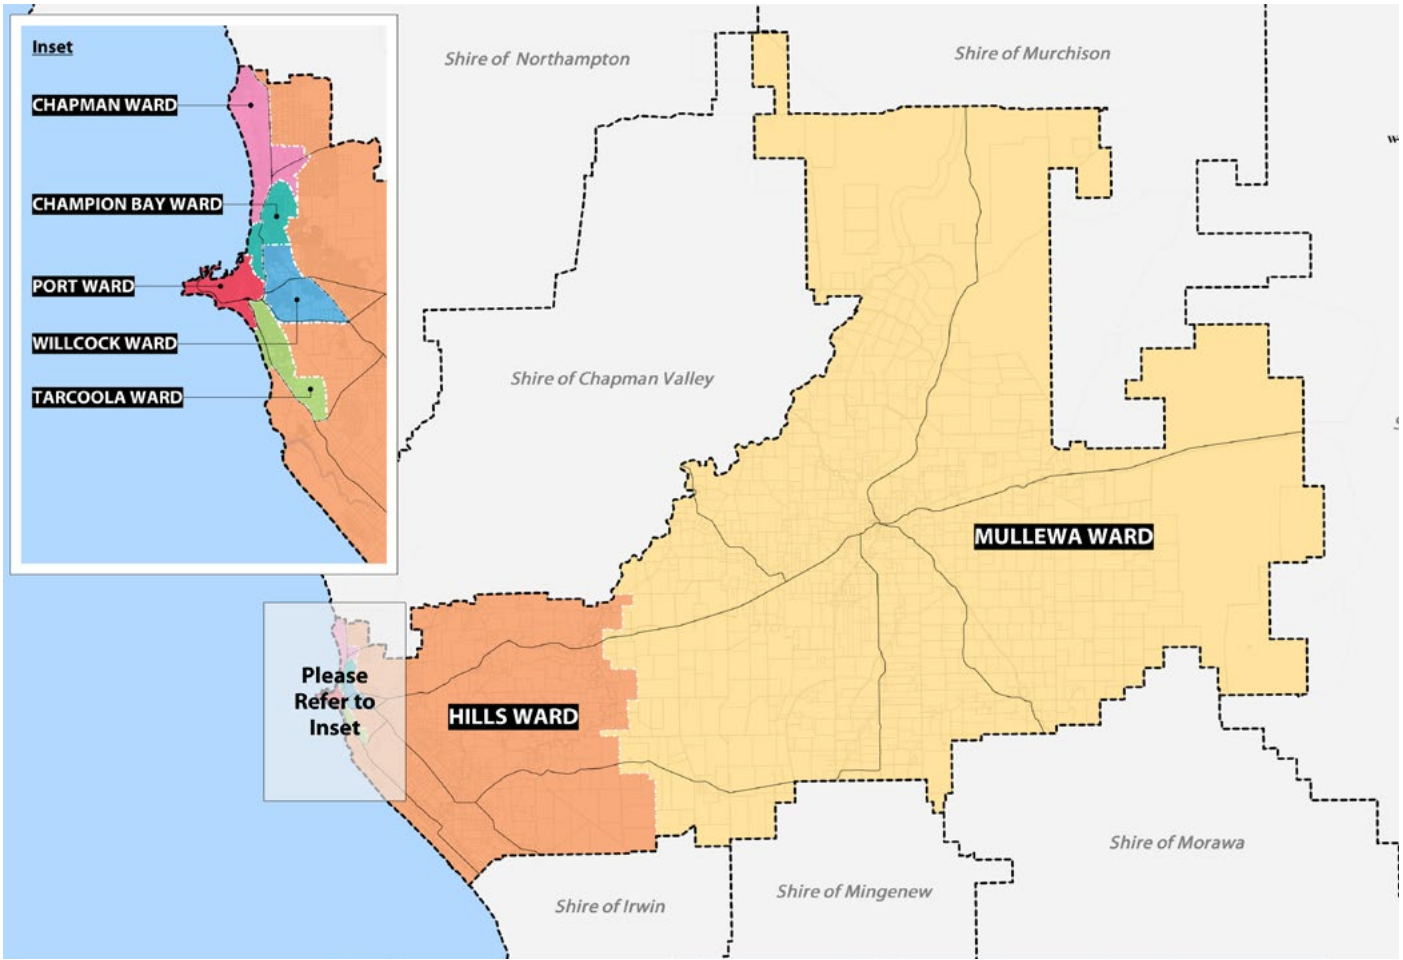 Inset
CHAPMAN WARD
CHAMPION BAY WARD
PORT WARD
WILLCOCK WARD
TARCOOLA WARD
Shire of Northampton
Shire of Murchison
Shire of Chapman Valley
MULLEWA WARD
Please
Refer to
Inset
HILLS WARD
Shire of Morawa
Shire of Mingenew
Shire of Irwin